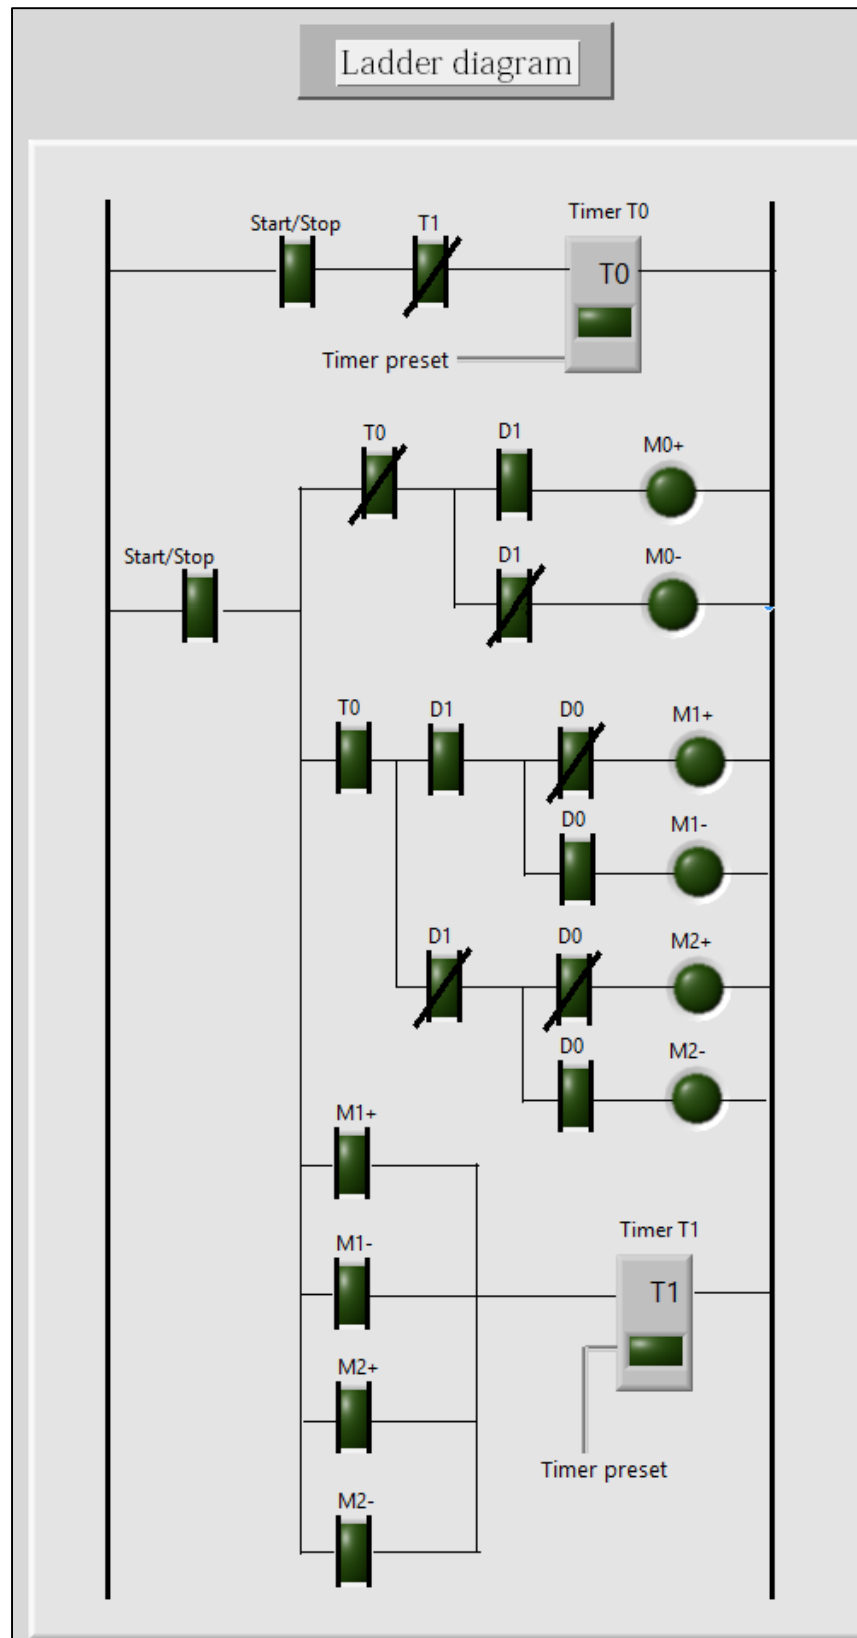 Ladder diagram
Start/Stop
T1
Timer T0
T0
Timer preset
T0
D1
M0+
Start/Stop
D1
M0-
T0
D1
D0
M1+
D0
M1-
D1
D0
M2+
D0
M2-
M1+
M1-
Timer T1
T1
M2+
Timer preset
M2-